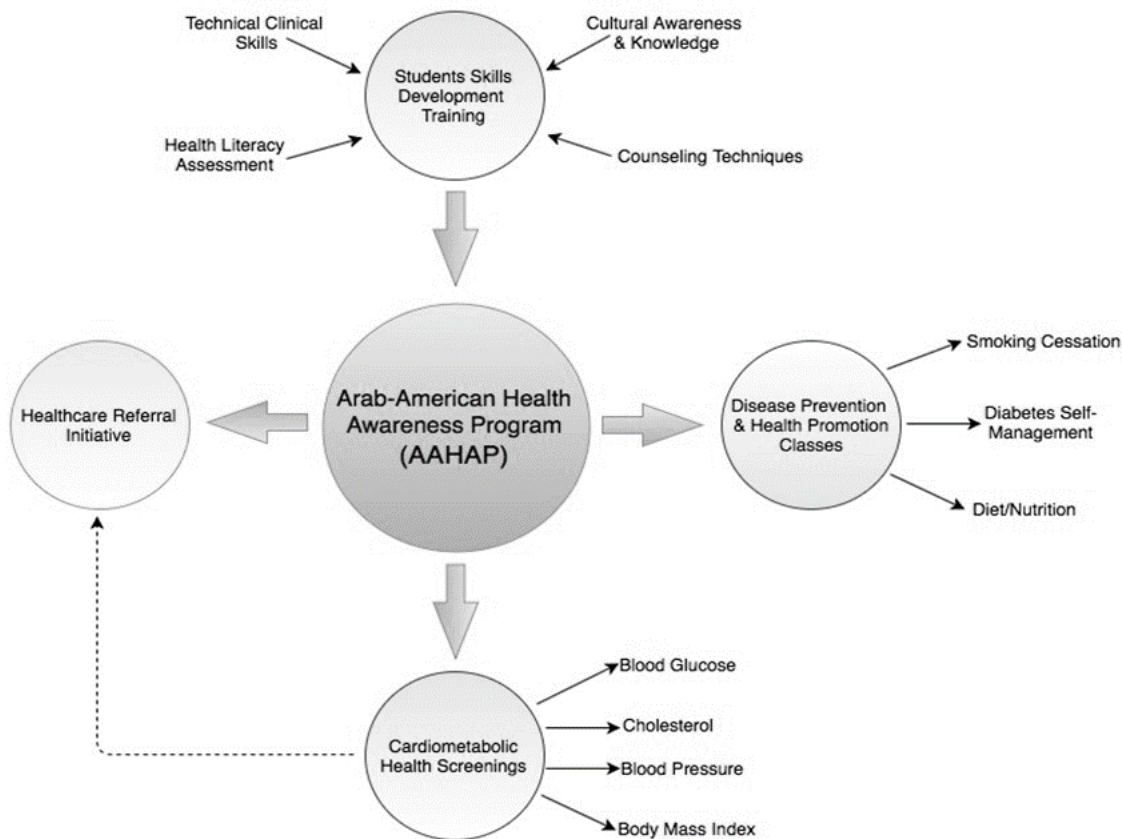 Technical Clinical
Skills
Cultural Awareness
& Knowledge
Students Skills
Development
Training
Health Literacy
Assessment
Counseling Techniques
Arab-American Health
Awareness Program
(AAHAP)
Healthcare Referral
Initiative
Disease Prevention
& Health Promotion
Classes
Smoking Cessation
Diabetes Self-
Management
Diet/Nutrition
Cardiometabolic
Health Screenings
Blood Glucose
Cholesterol
Blood Pressure
Body Mass Index